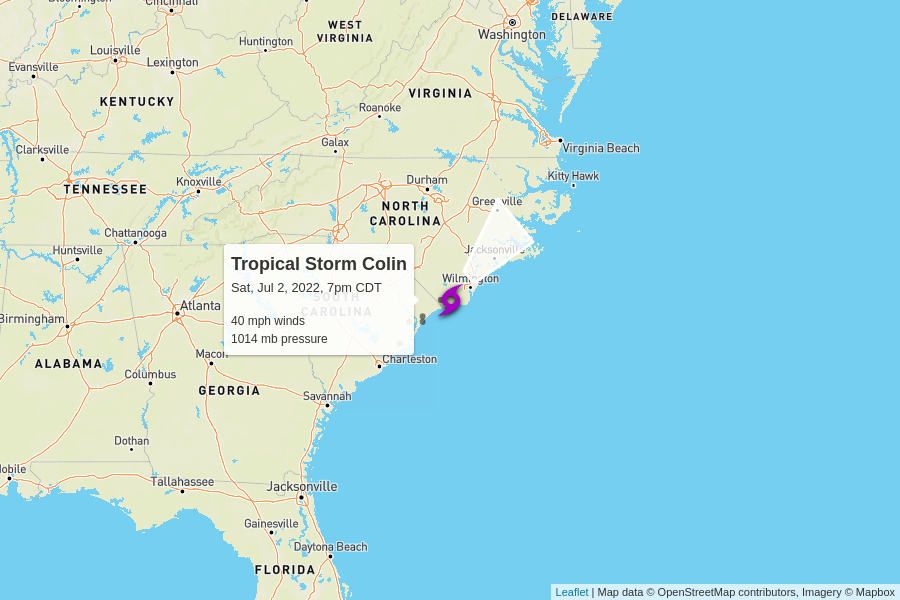 DELAWARE
Bloomington
Cincinnati
WEST
VIRGINIA
Washington
Huntington
Louisville
Lexington
Evansville
KENTUCKY
VIRGINIA
Roanoke
Galax
Virginia Beach
Clarksville
Kitty Hawk
Knoxville
Durham
TENNESSEE
NORTH
CAROLINA
Greenville
Chattanooga
Huntsville
Jacksonville
Wilmington
Tropical Storm Colin
Sat, Jul 2, 2022, 7pm CDT
SOUTH
CAROLINA
40 mph winds
1014 mb pressure
Atlanta
Birmingham
Macon
Charleston
ALABAMA
Columbus
GEORGIA
Savannah
Dothan
Mobile
Tallahassee
Jacksonville
Gainesville
Daytona Beach
FLORIDA
Leaflet | Map data © OpenStreetMap contributors, Imagery © Mapbox